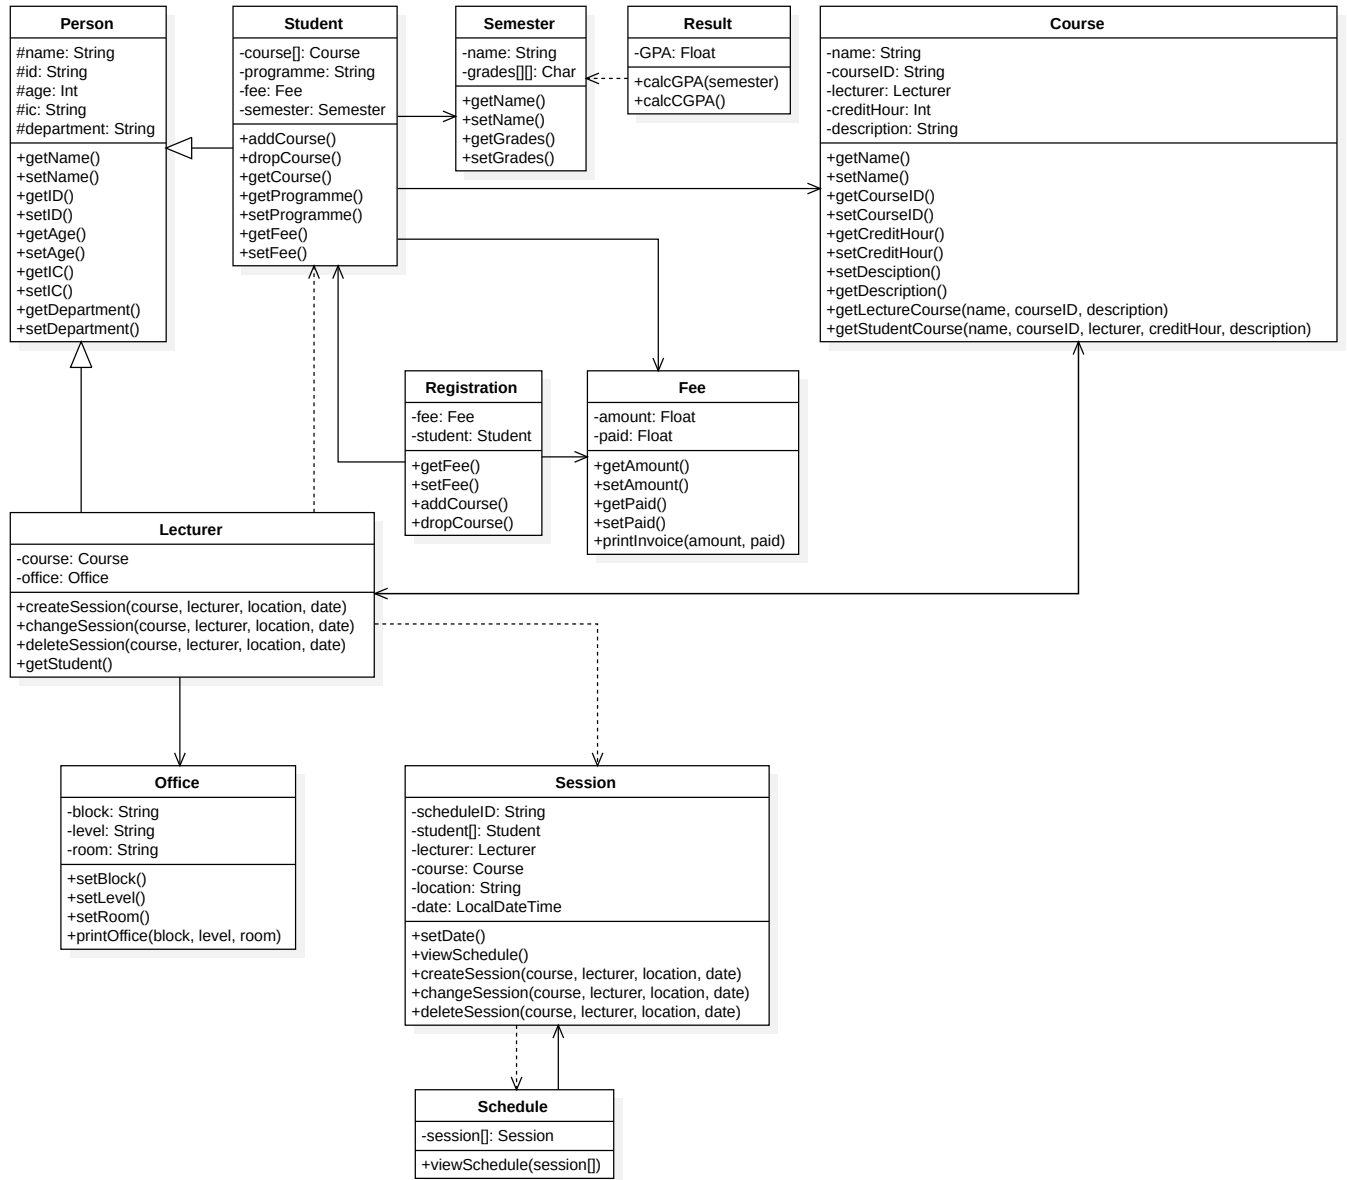 Person
#name: String
#id: String
#age: Int
#ic: String
#department: String
+getName()
+setName()
+getID()
+setID()
+getAge()
+setAge()
+getIC()
+setIC()
+getDepartment()
+setDepartment()
Student
-course[]: Course
-programme: String
-fee: Fee
-semester: Semester
+addCourse()
+dropCourse()
+getCourse()
+getProgramme()
+setProgramme()
+getFee()
+setFee()
Semester
-name: String
-grades[][]: Char
+getName()
+setName()
+getGrades()
+setGrades()
Result
-GPA: Float
+calcGPA(semester)
+calcCGPA()
Course
-name: String
-courseID: String
-lecturer: Lecturer
-creditHour: Int
-description: String
+getName()
+setName()
+getCourseID()
+setCourseID()
+getCreditHour()
+setCreditHour()
+setDesciption()
+getDescription()
+getLectureCourse(name, courseID, description)
+getStudentCourse(name, courseID, lecturer, creditHour, description)
Registration
-fee: Fee
-student: Student
+getFee()
+setFee()
+addCourse()
+dropCourse()
Fee
-amount: Float
-paid: Float
+getAmount()
+setAmount()
+getPaid()
+setPaid()
+printInvoice(amount, paid)
Lecturer
-course: Course
-office: Office
+createSession(course, lecturer, location, date)
+changeSession(course, lecturer, location, date)
+deleteSession(course, lecturer, location, date)
+getStudent()
Office
-block: String
-level: String
-room: String
+setBlock()
+setLevel()
+setRoom()
+printOffice(block, level, room)
Session
-scheduleID: String
-student[]: Student
-lecturer: Lecturer
-course: Course
-location: String
-date: LocalDateTime
+setDate()
+viewSchedule()
+createSession(course, lecturer, location, date)
+changeSession(course, lecturer, location, date)
+deleteSession(course, lecturer, location, date)
Schedule
-session[]: Session
+viewSchedule(session[])